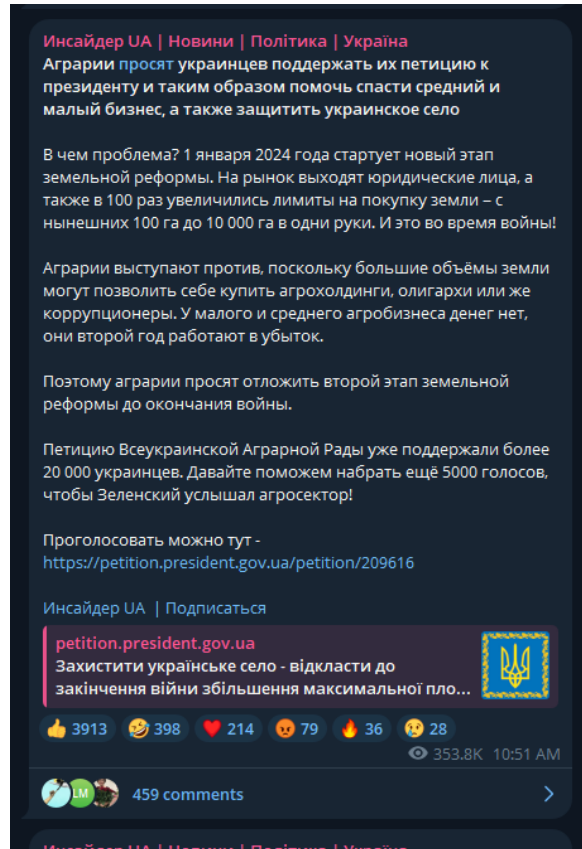 Инсайдер UA | Новини | Політика | Україна
Аграрии просят украинцев поддержать их петицию к
президенту и таким образом помочь спасти средний и
малый бизнес, а также защитить украинское село
В чем проблема? 1 января 2024 года стартует новый этап
земельной реформы. На рынок выходят юридические лица, а
также в 100 раз увеличились лимиты на покупку земли – с
нынешних 100 га до 10 000 га в одни руки. И это во время войны!
Аграрии выступают против, поскольку большие объёмы земли
могут позволить себе купить агрохолдинги, олигархи или же
коррупционеры. У малого и среднего агробизнеса денег нет,
они второй год работают в убыток.
Поэтому аграрии просят отложить второй этап земельной
реформы до окончания войны.
Петицию Всеукраинской Аграрной Рады уже поддержали более
20 000 украинцев. Давайте поможем набрать ещё 5000 голосов,
чтобы Зеленский услышал агросектор!
Проголосовать можно тут -
https://petition.president.gov.ua/petition/209616
Инсайдер UA | Подписаться
petition.president.gov.ua
Захистити українське село - відкласти до
закінчення війни збільшення максимальної пло...
3913 398 214 79 36 28
353.8K 10:51 AM
LM
459 comments
Инсайдер UA | Новини | Політика | Україна